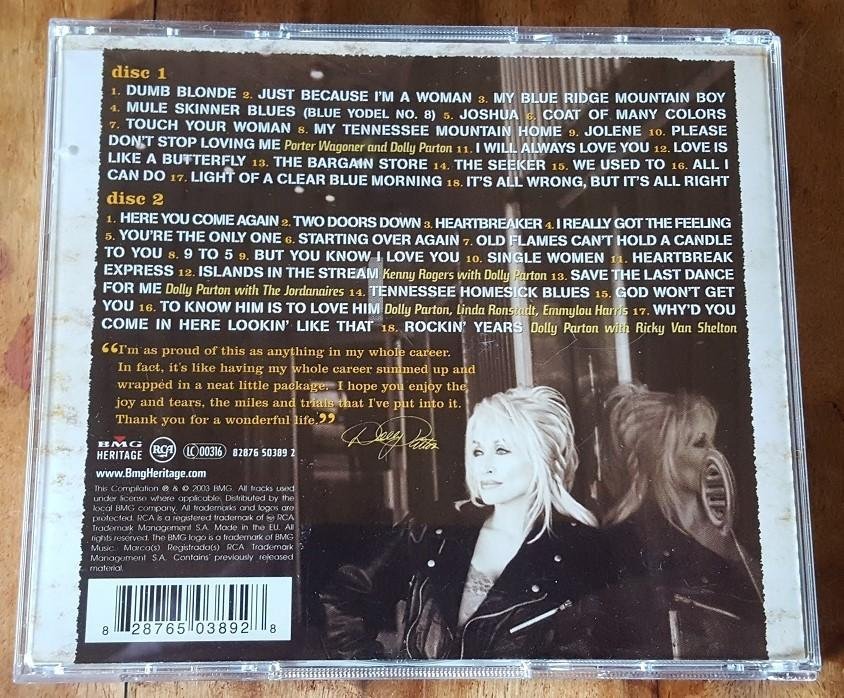 disc 1
1. DUMB BLONDE 2. JUST BECAUSE I'M A WOMAN 3. MY BLUE RIDGE MOUNTAIN BOY
4. MULE SKINNER BLUES (BLUE YODEL NO. 8) 5. JOSHUA 6. COAT OF MANY COLORS
7. TOUCH YOUR WOMAN 8. MY TENNESSEE MOUNTAIN HOME 9. JOLENE 10. PLEASE
DON'T STOP LOVING ME Porter Wagoner and Dolly Parton 11. I WILL ALWAYS LOVE YOU 12. LOVE IS
LIKE A BUTTERFLY 13. THE BARGAIN STORE 14. THE SEEKER 15. WE USED TO 16. ALL I
CAN DO 17. LIGHT OF A CLEAR BLUE MORNING 18. IT'S ALL WRONG, BUT IT'S ALL RIGHT
disc 2
1. HERE YOU COME AGAIN 2. TWO DOORS DOWN 3. HEARTBREAKER 4. I REALLY GOT THE FEELING
5. YOU'RE THE ONLY ONE 6. STARTING OVER AGAIN 7. OLD FLAMES CAN'T HOLD A CANDLE
TO YOU 8. 9 TO 5 9. BUT YOU KNOW I LOVE YOU 10. SINGLE WOMEN 11. HEARTBREAK
EXPRESS 12. ISLANDS IN THE STREAM Kenny Rogers with Dolly Parton 13. SAVE THE LAST DANCE
FOR ME Dolly Parton with The Jordanaires 14. TENNESSEE HOMESICK BLUES 15. GOD WON'T GET
YOU 16. TO KNOW HIM IS TO LOVE HIM Dolly Parton, Linda Ronstadt, Emmylou Harris 17. WHY'D YOU
COME IN HERE LOOKIN' LIKE THAT 18. ROCKIN' YEARS Dolly Parton with Ricky Van Shelton
“I'm as proud of this as anything in my whole career.
In fact, it's like having my whole career summed up and
wrapped in a neat little package. I hope you enjoy the
joy and tears, the miles and trials that I've put into it.
Thank you for a wonderful life.”
Dolly Parton
BMG HERITAGE RCA LC 00316 82876 50389 2
www.BmgHeritage.com
This Compilation ℗ & © 2003 BMG. All tracks used
under license where applicable. Distributed by the
local BMG company. All trademarks and logos are
protected. RCA is a registered trademark of ® RCA
Trademark Management S.A. Made in the EU. All
rights reserved. The BMG logo is a trademark of BMG
Music. Marca(s) Registrada(s) RCA Trademark
Management S.A. Contains previously released
material.
8 28765 03892 8